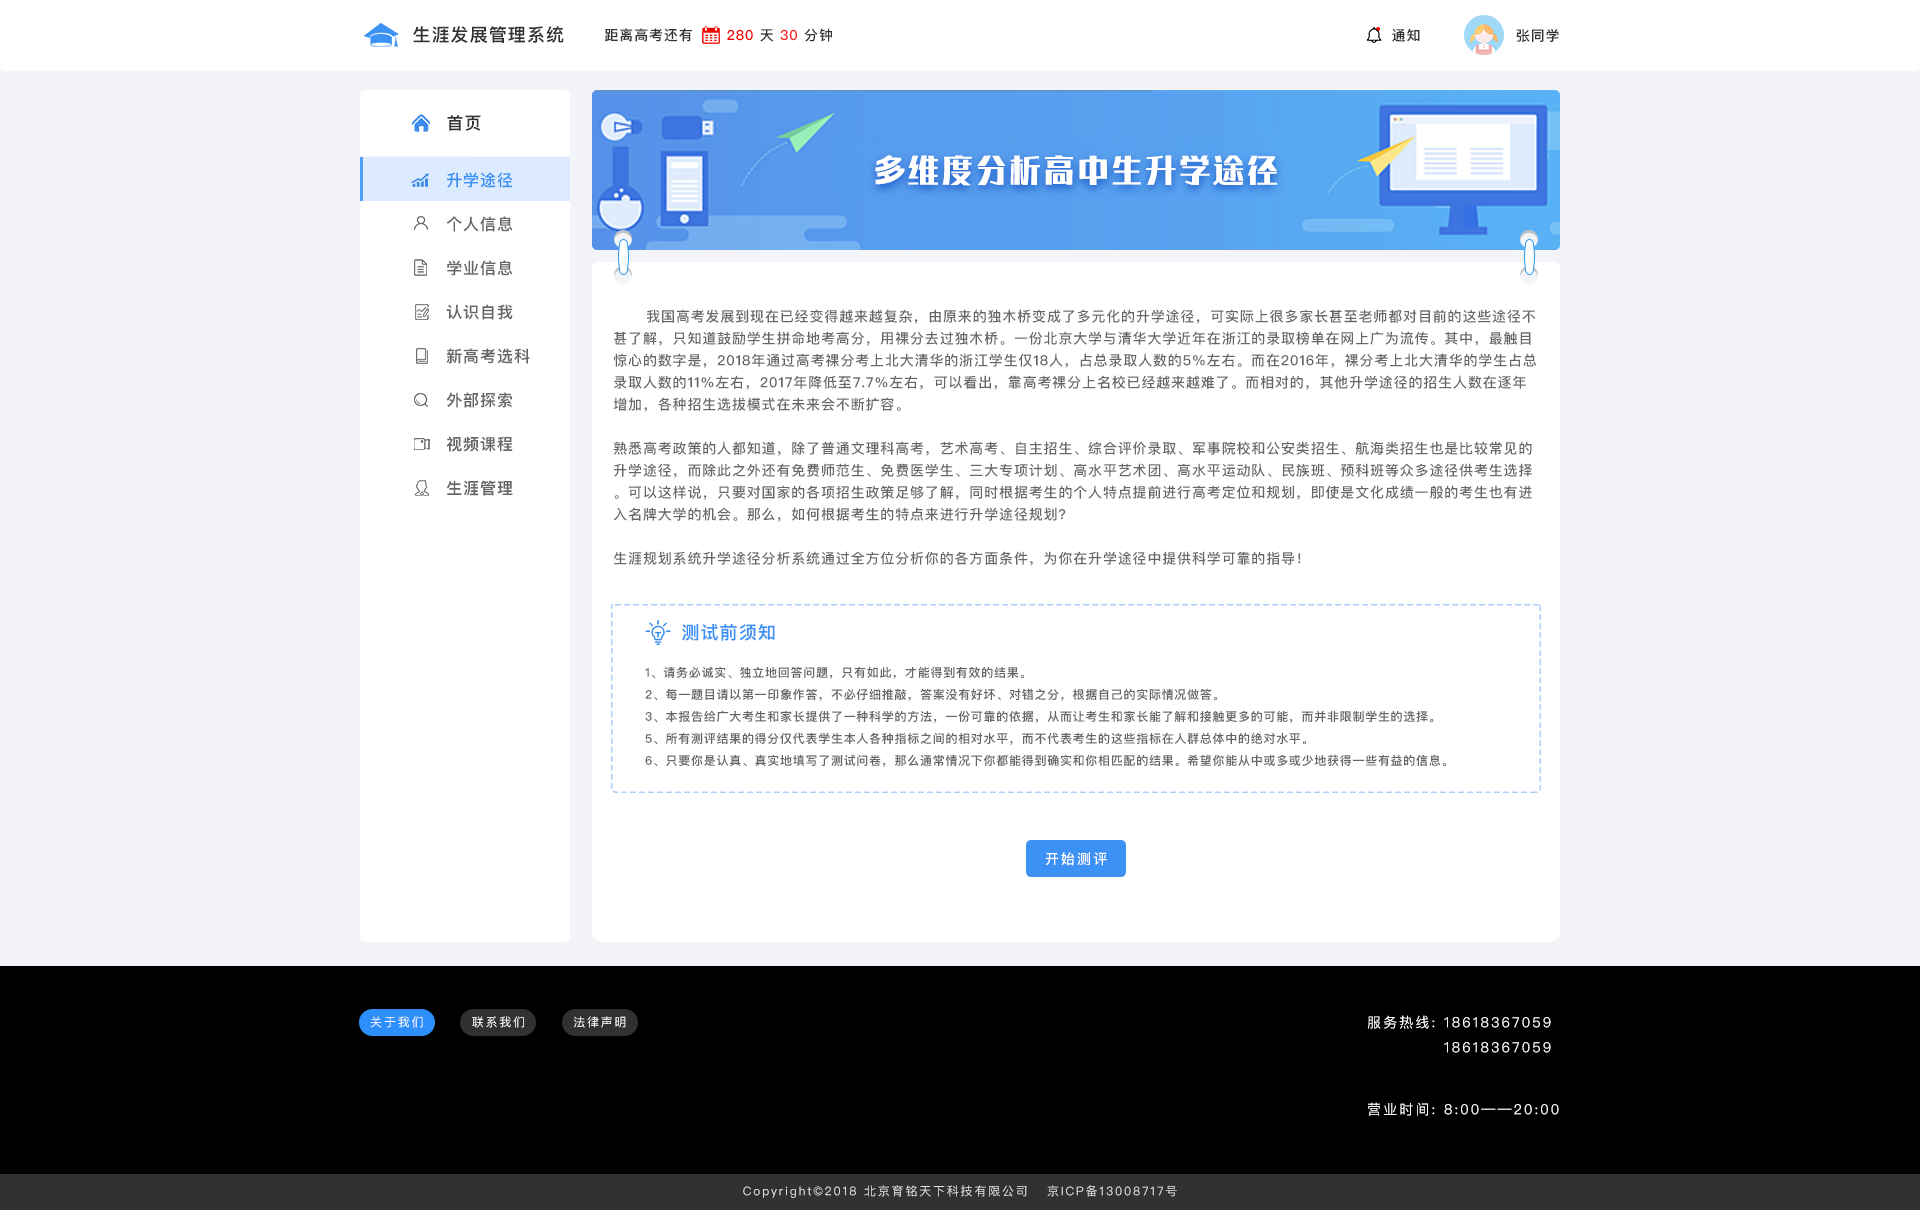 生涯发展管理系统
距离高考还有 280 天 30 分钟
通知
张同学
首页
升学途径
个人信息
学业信息
认识自我
新高考选科
外部探索
视频课程
生涯管理
多维度分析高中生升学途径
我国高考发展到现在已经变得越来越复杂，由原来的独木桥变成了多元化的升学途径，可实际上很多家长甚至老师都对目前的这些途径不
甚了解，只知道鼓励学生拼命地考高分，用裸分去过独木桥。一份北京大学与清华大学近年在浙江的录取榜单在网上广为流传。其中，最触目
惊心的数字是，2018年通过高考裸分考上北大清华的浙江学生仅18人，占总录取人数的5%左右。而在2016年，裸分考上北大清华的学生占总
录取人数的11%左右，2017年降低至7.7%左右，可以看出，靠高考裸分上名校已经越来越难了。而相对的，其他升学途径的招生人数在逐年
增加，各种招生选拔模式在未来会不断扩容。
熟悉高考政策的人都知道，除了普通文理科高考，艺术高考、自主招生、综合评价录取、军事院校和公安类招生、航海类招生也是比较常见的
升学途径，而除此之外还有免费师范生、免费医学生、三大专项计划、高水平艺术团、高水平运动队、民族班、预科班等众多途径供考生选择
。可以这样说，只要对国家的各项招生政策足够了解，同时根据考生的个人特点提前进行高考定位和规划，即使是文化成绩一般的考生也有进
入名牌大学的机会。那么，如何根据考生的特点来进行升学途径规划？
生涯规划系统升学途径分析系统通过全方位分析你的各方面条件，为你在升学途径中提供科学可靠的指导！
测试前须知
1、请务必诚实、独立地回答问题，只有如此，才能得到有效的结果。
2、每一题目请以第一印象作答，不必仔细推敲，答案没有好坏、对错之分，根据自己的实际情况做答。
3、本报告给广大考生和家长提供了一种科学的方法，一份可靠的依据，从而让考生和家长能了解和接触更多的可能，而并非限制学生的选择。
5、所有测评结果的得分仅代表学生本人各种指标之间的相对水平，而不代表考生的这些指标在人群总体中的绝对水平。
6、只要你是认真、真实地填写了测试问卷，那么通常情况下你都能得到确实和你相匹配的结果。希望你能从中或多或少地获得一些有益的信息。
开始测评
关于我们
联系我们
法律声明
服务热线：18618367059
18618367059
营业时间：8:00——20:00
Copyright©2018 北京育铭天下科技有限公司 京ICP备13008717号